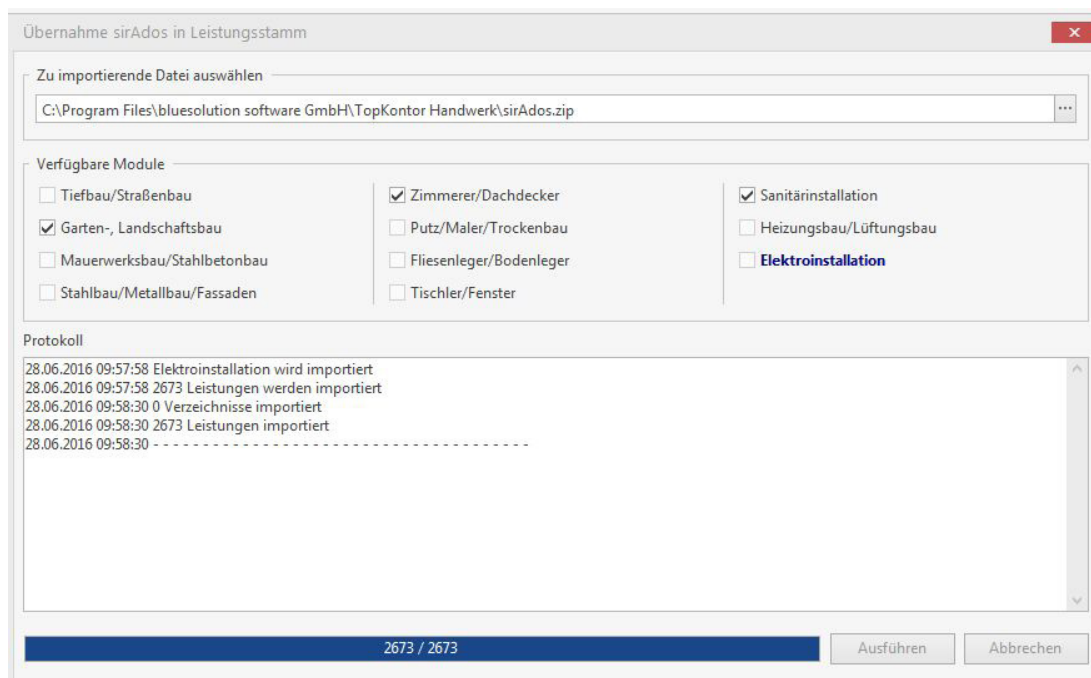 Übernahme sirAdos in Leistungsstamm
Zu importierende Datei auswählen
C:\Program Files\bluesolution software GmbH\TopKontor Handwerk\sirAdos.zip
...
Verfügbare Module
Tiefbau/Straßenbau
Zimmerer/Dachdecker
Sanitärinstallation
Garten-, Landschaftsbau
Putz/Maler/Trockenbau
Heizungsbau/Lüftungsbau
Mauerwerksbau/Stahlbetonbau
Fliesenleger/Bodenleger
Elektroinstallation
Stahlbau/Metallbau/Fassaden
Tischler/Fenster
Protokoll
28.06.2016 09:57:58 Elektroinstallation wird importiert
28.06.2016 09:57:58 2673 Leistungen werden importiert
28.06.2016 09:58:30 0 Verzeichnisse importiert
28.06.2016 09:58:30 2673 Leistungen importiert
28.06.2016 09:58:30 - - - - - - - - - - - - - - - - - - - - - - - - - - - - - - - - - - - - - -
2673 / 2673
Ausführen
Abbrechen